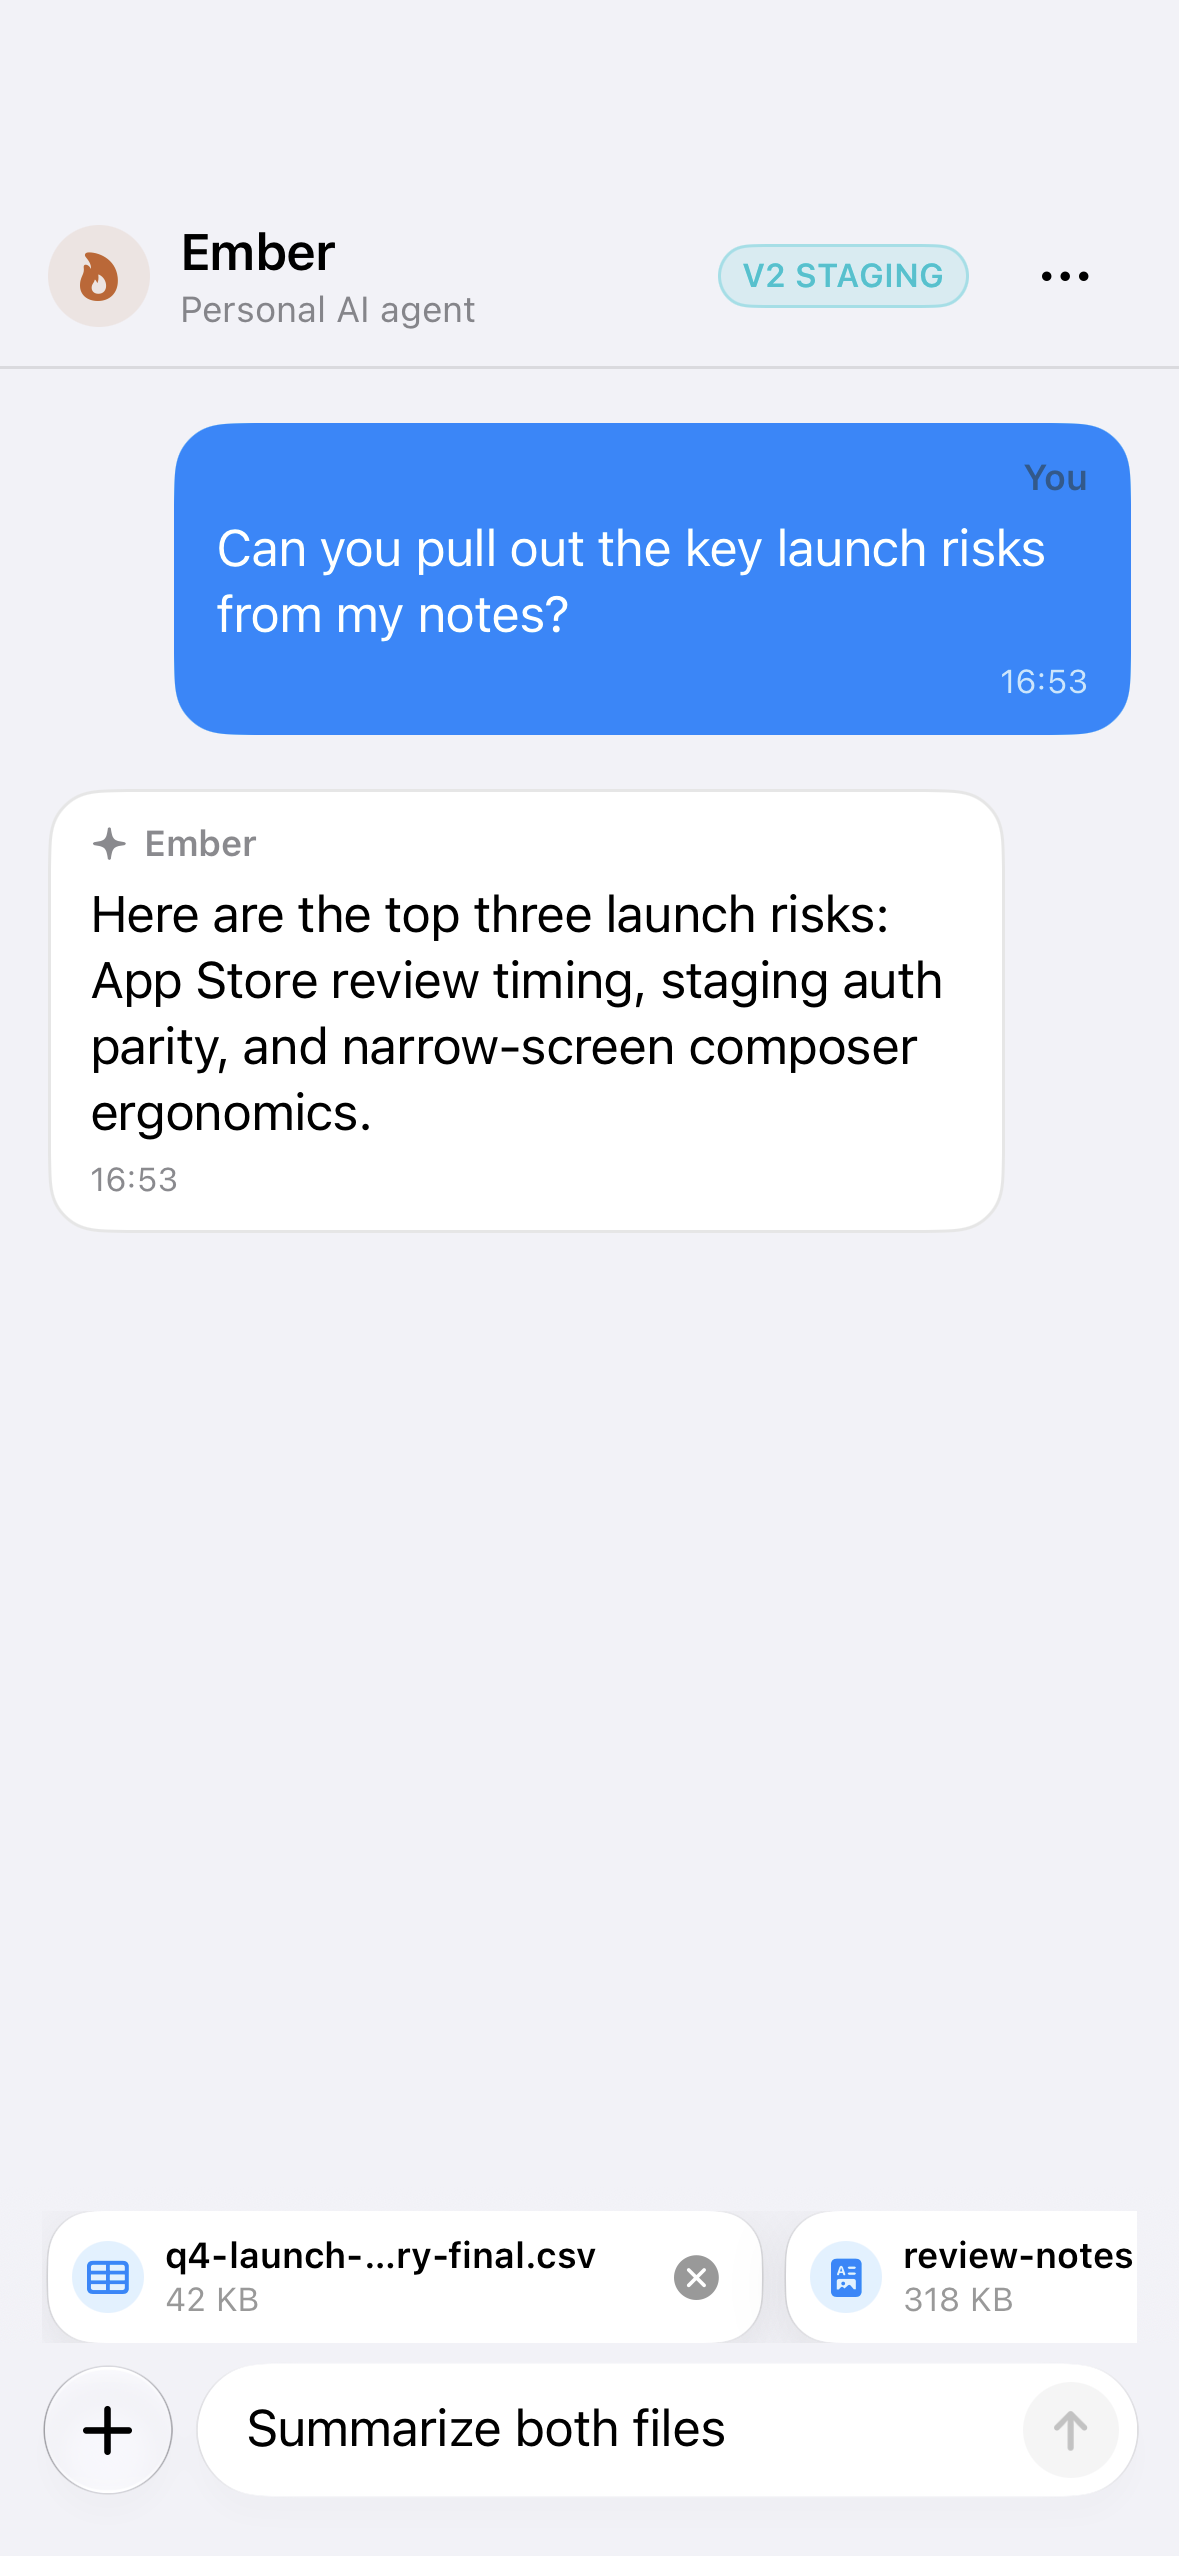 Ember
Personal AI agent
V2 STAGING
You
Can you pull out the key launch risks
from my notes?
16:53
Ember
Here are the top three launch risks:
App Store review timing, staging auth
parity, and narrow-screen composer
ergonomics.
16:53
q4-launch-...ry-final.csv
42 KB
review-notes
318 KB
Summarize both files